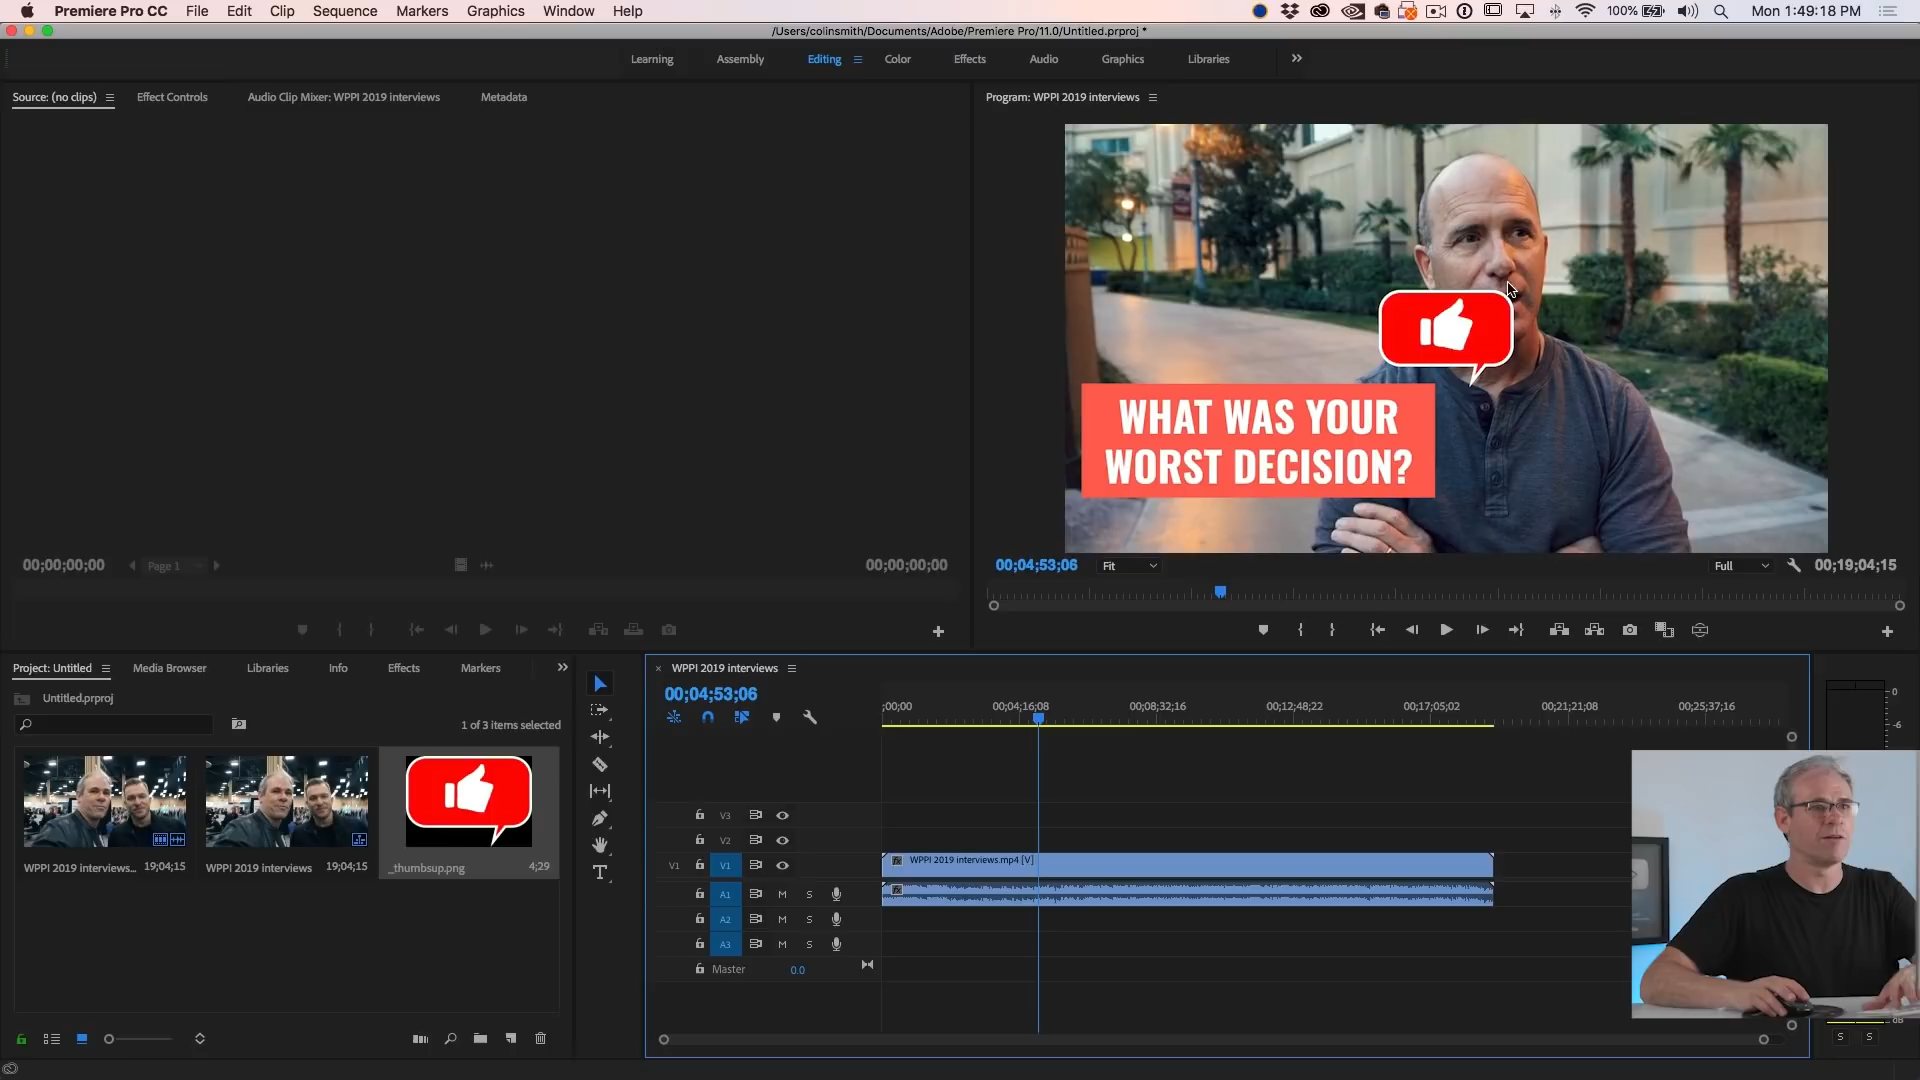 Premiere Pro CC File Edit Clip Sequence Markers Graphics Window Help
100% Mon 1:49:18 PM
/Users/colinsmith/Documents/Adobe/Premiere Pro/11.0/Untitled.prproj *
Learning Assembly Editing Color Effects Audio Graphics Libraries
Source: (no clips) Effect Controls Audio Clip Mixer: WPPI 2019 interviews Metadata
Program: WPPI 2019 interviews
WHAT WAS YOUR
WORST DECISION?
00;00;00;00 Page 1 00;00;00;00
00;04;53;06 Fit Full 00;19;04;15
Project: Untitled Media Browser Libraries Info Effects Markers
Untitled.prproj
1 of 3 items selected
WPPI 2019 interviews... 19;04;15
WPPI 2019 interviews 19;04;15
_thumbsup.png 4;29
WPPI 2019 interviews
00;04;53;06
;00;00 00;04;16;08 00;08;32;16 00;12;48;22 00;17;05;02 00;21;21;08 00;25;37;16
V3
V2
V1 V1 WPPI 2019 interviews.mp4 [V]
A1 M S
A2 M S
A3 M S
Master 0.0
0
-6
dB
S S